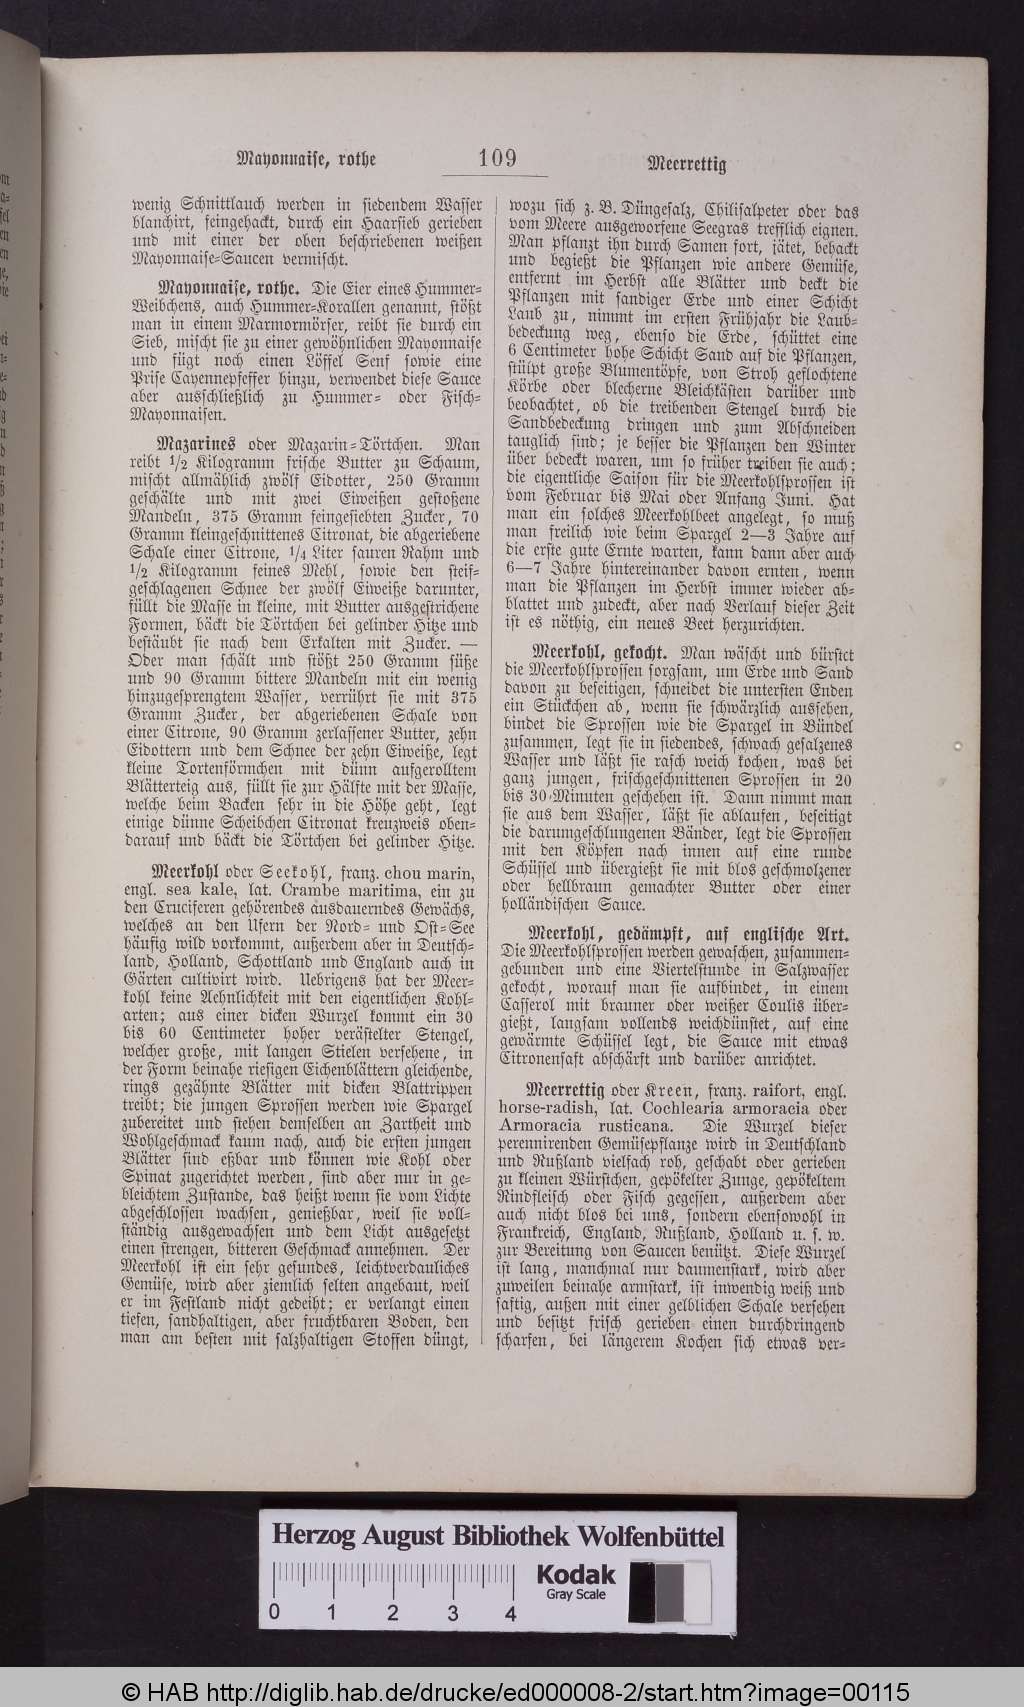 Mayonnaise, rothe
109
Meerrettig
wenig Schnittlauch werden in siedendem Wasser
blanchirt, feingehackt, durch ein Haarsieb gerieben
und mit einer der oben beschriebenen weißen
Mayonnaise-Saucen vermischt.
Mayonnaise, rothe. Die Eier eines Hummer-
Weibchens, auch Hummer-Korallen genannt, stößt
man in einem Marmormörser, reibt sie durch ein
Sieb, mischt sie zu einer gewöhnlichen Mayonnaise
und fügt noch einen Löffel Senf sowie eine
Prise Cayennepfeffer hinzu, verwendet diese Sauce
aber ausschließlich zu Hummer- oder Fisch-
Mayonnaisen.
Mazarines oder Mazarin-Törtchen. Man
reibt 1/2 Kilogramm frische Butter zu Schaum,
mischt allmählich zwölf Eidotter, 250 Gramm
geschälte und mit zwei Eiweißen gestoßene
Mandeln, 375 Gramm feingesiebten Zucker, 70
Gramm kleingeschnittenes Citronat, die abgeriebene
Schale einer Citrone, 1/4 Liter sauren Rahm und
1/2 Kilogramm feines Mehl, sowie den steif-
geschlagenen Schnee der zwölf Eiweiße darunter,
füllt die Masse in kleine, mit Butter ausgestrichene
Formen, bäckt die Törtchen bei gelinder Hitze und
bestäubt sie nach dem Erkalten mit Zucker. —
Oder man schält und stößt 250 Gramm süße
und 90 Gramm bittere Mandeln mit ein wenig
hinzugesprengtem Wasser, verrührt sie mit 375
Gramm Zucker, der abgeriebenen Schale von
einer Citrone, 90 Gramm zerlassener Butter, zehn
Eidottern und dem Schnee der zehn Eiweiße, legt
kleine Tortenförmchen mit dünn aufgerolltem
Blätterteig aus, füllt sie zur Hälfte mit der Masse,
welche beim Backen sehr in die Höhe geht, legt
einige dünne Scheibchen Citronat kreuzweis oben-
darauf und bäckt die Törtchen bei gelinder Hitze.
Meerkohl oder Seekohl, franz. chou marin,
engl. sea kale, lat. Crambe maritima, ein zu
den Cruciferen gehörendes ausdauerndes Gewächs,
welches an den Ufern der Nord- und Ost-See
häufig wild vorkommt, außerdem aber in Deutsch-
land, Holland, Schottland und England auch in
Gärten cultivirt wird. Uebrigens hat der Meer-
kohl keine Aehnlichkeit mit den eigentlichen Kohl-
arten; aus einer dicken Wurzel kommt ein 30
bis 60 Centimeter hoher verästelter Stengel,
welcher große, mit langen Stielen versehene, in
der Form beinahe riesigen Eichenblättern gleichende,
rings gezähnte Blätter mit dicken Blattrippen
treibt; die jungen Sprossen werden wie Spargel
zubereitet und stehen demselben an Zartheit und
Wohlgeschmack kaum nach, auch die ersten jungen
Blätter sind eßbar und können wie Kohl oder
Spinat zugerichtet werden, sind aber nur in ge-
bleichtem Zustande, das heißt wenn sie vom Lichte
abgeschlossen wachsen, genießbar, weil sie voll-
ständig ausgewachsen und dem Licht ausgesetzt
einen strengen, bitteren Geschmack annehmen. Der
Meerkohl ist ein sehr gesundes, leichtverdauliches
Gemüse, wird aber ziemlich selten angebaut, weil
er im Festland nicht gedeiht; er verlangt einen
tiefen, sandhaltigen, aber fruchtbaren Boden, den
man am besten mit salzhaltigen Stoffen düngt,
wozu sich z. B. Düngesalz, Chilisalpeter oder das
vom Meere ausgeworfene Seegras trefflich eignen.
Man pflanzt ihn durch Samen fort, jätet, behackt
und begießt die Pflanzen wie andere Gemüse,
entfernt im Herbst alle Blätter und deckt die
Pflanzen mit sandiger Erde und einer Schicht
Laub zu, nimmt im ersten Frühjahr die Laub-
bedeckung weg, ebenso die Erde, schüttet eine
6 Centimeter hohe Schicht Sand auf die Pflanzen,
stülpt große Blumentöpfe, von Stroh geflochtene
Körbe oder blecherne Bleichkästen darüber und
beobachtet, ob die treibenden Stengel durch die
Sandbedeckung dringen und zum Abschneiden
tauglich sind; je besser die Pflanzen den Winter
über bedeckt waren, um so früher treiben sie auch;
die eigentliche Saison für die Meerkohlsprossen ist
vom Februar bis Mai oder Anfang Juni. Hat
man ein solches Meerkohlbeet angelegt, so muß
man freilich wie beim Spargel 2—3 Jahre auf
die erste gute Ernte warten, kann dann aber auch
6—7 Jahre hintereinander davon ernten, wenn
man die Pflanzen im Herbst immer wieder ab-
blattet und zudeckt, aber nach Verlauf dieser Zeit
ist es nöthig, ein neues Beet herzurichten.
Meerkohl, gekocht. Man wäscht und bürstet
die Meerkohlsprossen sorgsam, um Erde und Sand
davon zu beseitigen, schneidet die untersten Enden
ein Stückchen ab, wenn sie schwärzlich aussehen,
bindet die Sprossen wie die Spargel in Bündel
zusammen, legt sie in siedendes, schwach gesalzenes
Wasser und läßt sie rasch weich kochen, was bei
ganz jungen, frischgeschnittenen Sprossen in 20
bis 30 Minuten geschehen ist. Dann nimmt man
sie aus dem Wasser, läßt sie ablaufen, beseitigt
die darumgeschlungenen Bänder, legt die Sprossen
mit den Köpfen nach innen auf eine runde
Schüssel und übergießt sie mit blos geschmolzener
oder hellbraun gemachter Butter oder einer
holländischen Sauce.
Meerkohl, gedämpft, auf englische Art.
Die Meerkohlsprossen werden gewaschen, zusammen-
gebunden und eine Viertelstunde in Salzwasser
gekocht, worauf man sie aufbindet, in einem
Casserol mit brauner oder weißer Coulis über-
gießt, langsam vollends weichdünstet, auf eine
gewärmte Schüssel legt, die Sauce mit etwas
Citronensaft abschärft und darüber anrichtet.
Meerrettig oder Kreen, franz. raifort, engl.
horse-radish, lat. Cochlearia armoracia oder
Armoracia rusticana. Die Wurzel dieser
perennirenden Gemüsepflanze wird in Deutschland
und Rußland vielfach roh, geschabt oder gerieben
zu kleinen Würstchen, gepökelter Zunge, gepökeltem
Rindfleisch oder Fisch gegessen, außerdem aber
auch nicht blos bei uns, sondern ebensowohl in
Frankreich, England, Rußland, Holland u. s. w.
zur Bereitung von Saucen benützt. Diese Wurzel
ist lang, manchmal nur daumenstark, wird aber
zuweilen beinahe armstark, ist inwendig weiß und
saftig, außen mit einer gelblichen Schale versehen
und besitzt frisch gerieben einen durchdringend
scharfen, bei längerem Kochen sich etwas ver-
Herzog August Bibliothek Wolfenbüttel
Kodak
Gray Scale
0 1 2 3 4
© HAB http://diglib.hab.de/drucke/ed000008-2/start.htm?image=00115